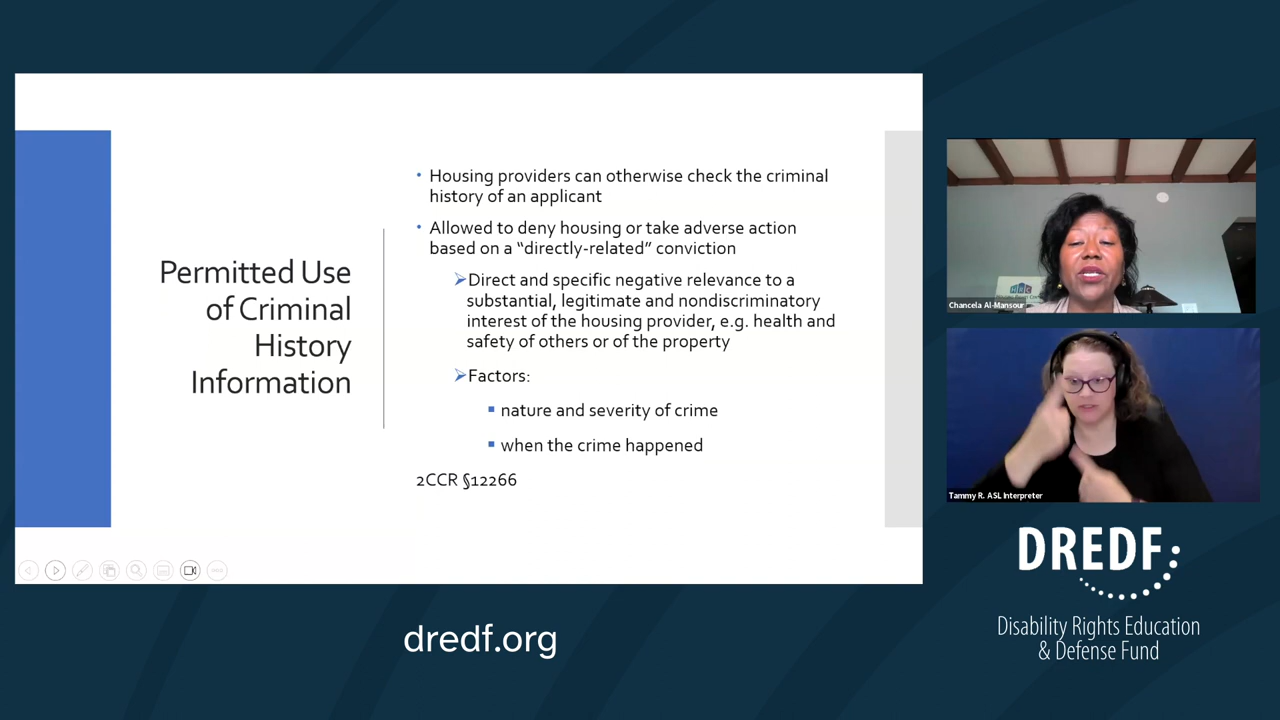 Permitted Use
of Criminal
History
Information
• Housing providers can otherwise check the criminal
history of an applicant
• Allowed to deny housing or take adverse action
based on a “directly-related” conviction
➢Direct and specific negative relevance to a
substantial, legitimate and nondiscriminatory
interest of the housing provider, e.g. health and
safety of others or of the property
➢Factors:
▪ nature and severity of crime
▪ when the crime happened
2CCR §12266
Chancela Al-Mansour
Tammy R. ASL Interpreter
DREDF
Disability Rights Education
& Defense Fund
dredf.org